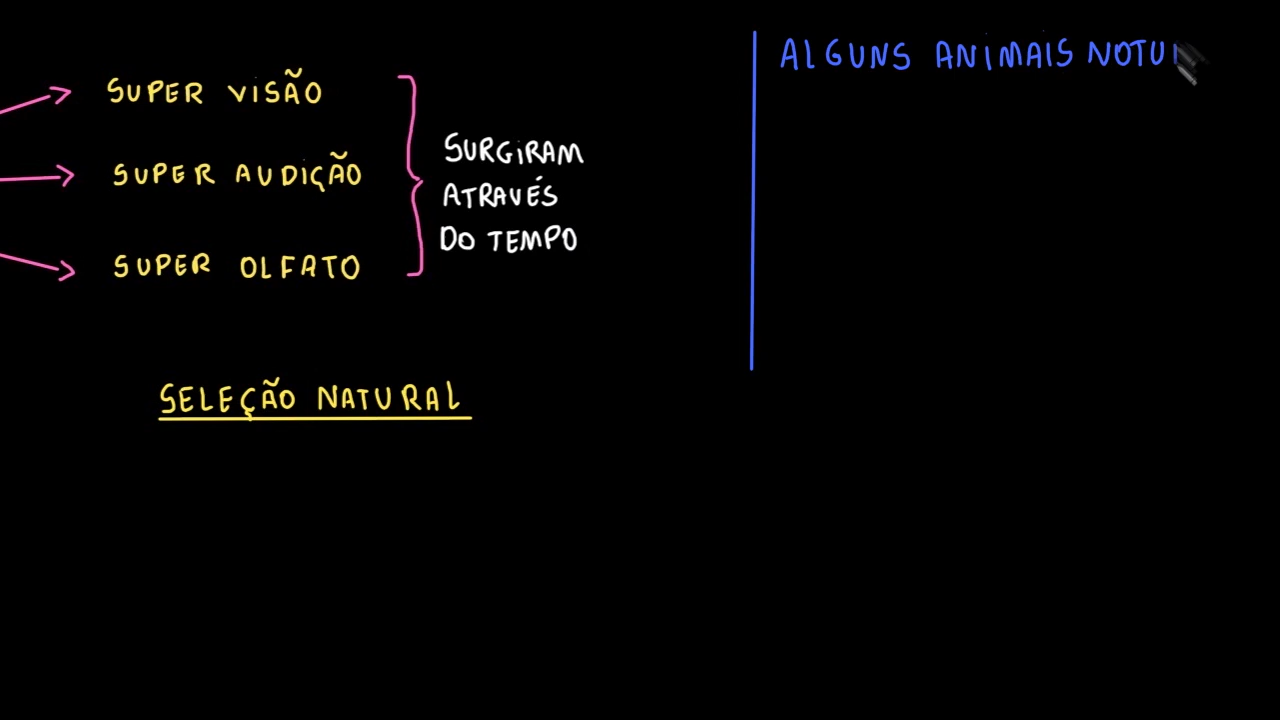 SUPER VISÃO
SUPER AUDIÇÃO
SUPER OLFATO
SURGIRAM
ATRAVÉS
DO TEMPO
SELEÇÃO NATURAL
ALGUNS ANIMAIS